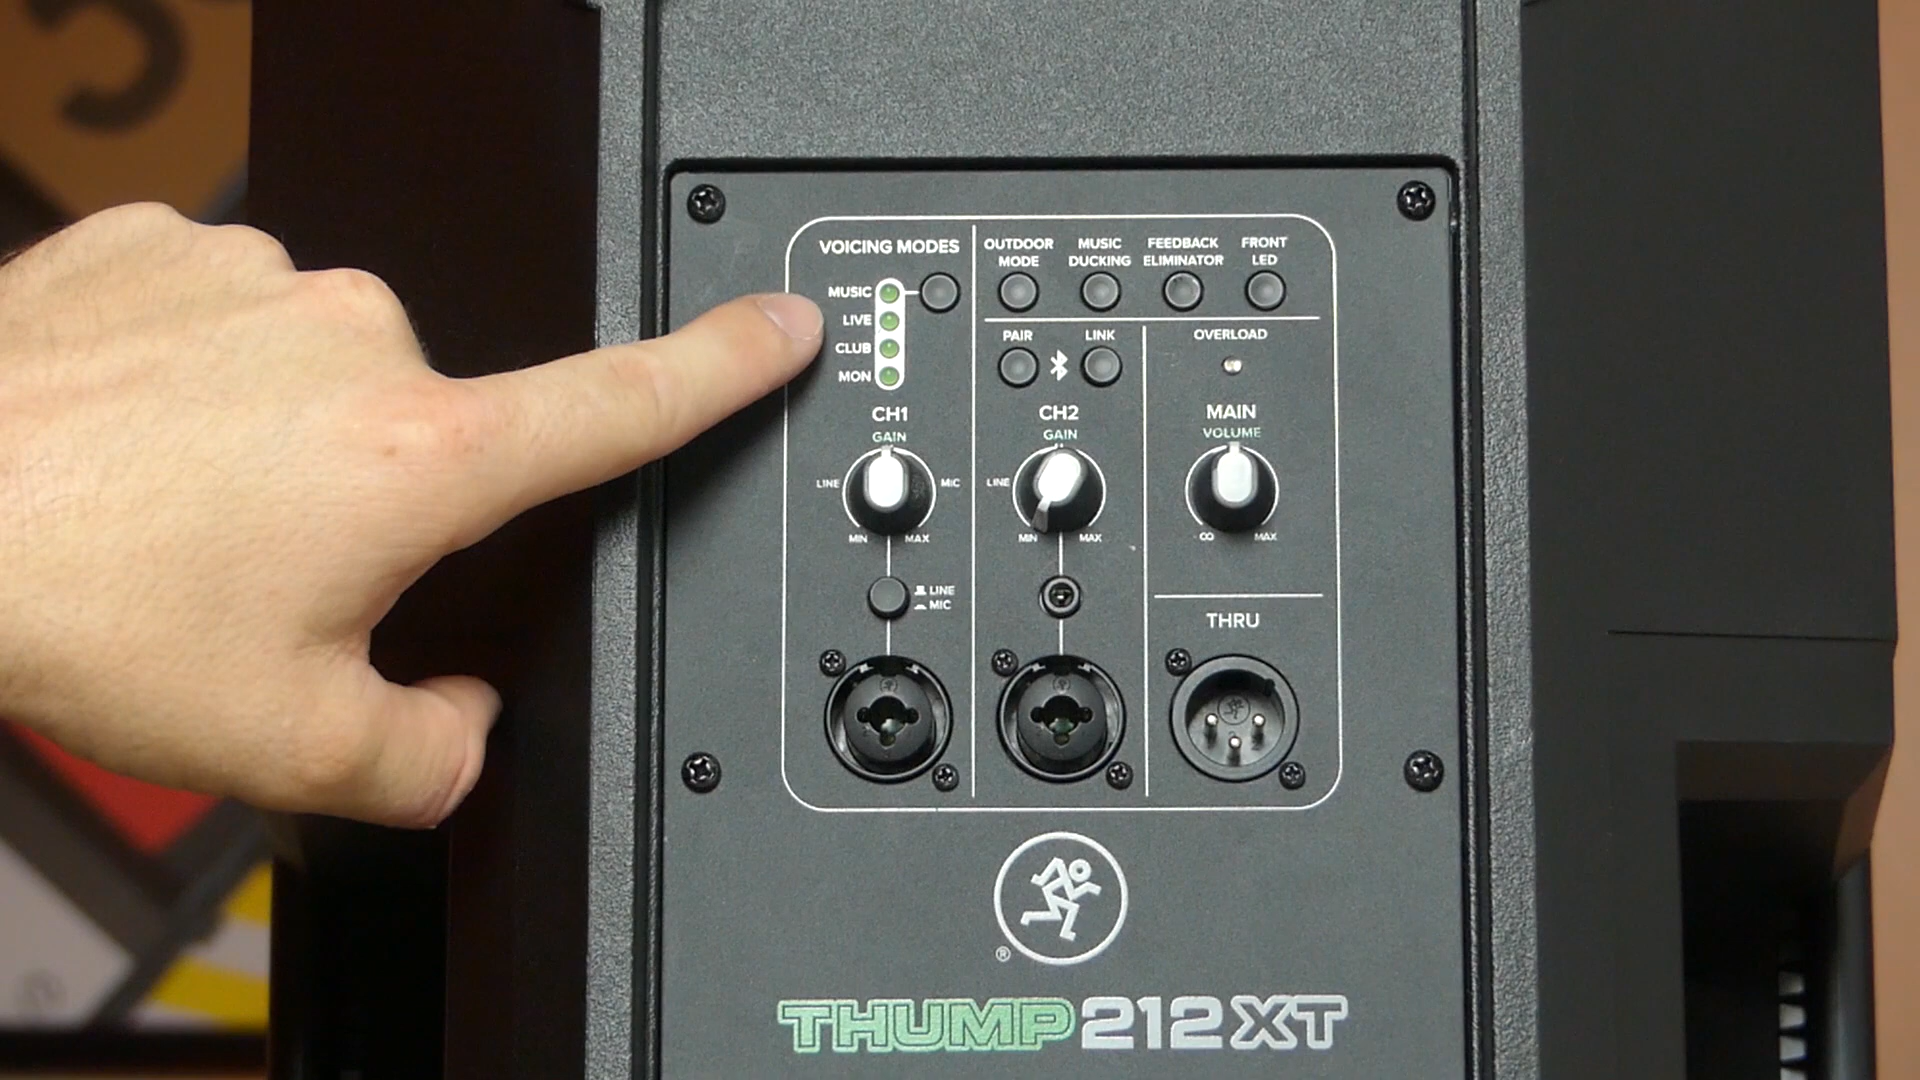 VOICING MODES
MUSIC
LIVE
CLUB
MON
OUTDOOR
MODE
MUSIC
DUCKING
FEEDBACK
ELIMINATOR
FRONT
LED
PAIR
LINK
OVERLOAD
CH1
GAIN
LINE
MIC
MIN
MAX
LINE
MIC
CH2
GAIN
LINE
MIN
MAX
MAIN
VOLUME
MAX
THRU
®
THUMP212XT